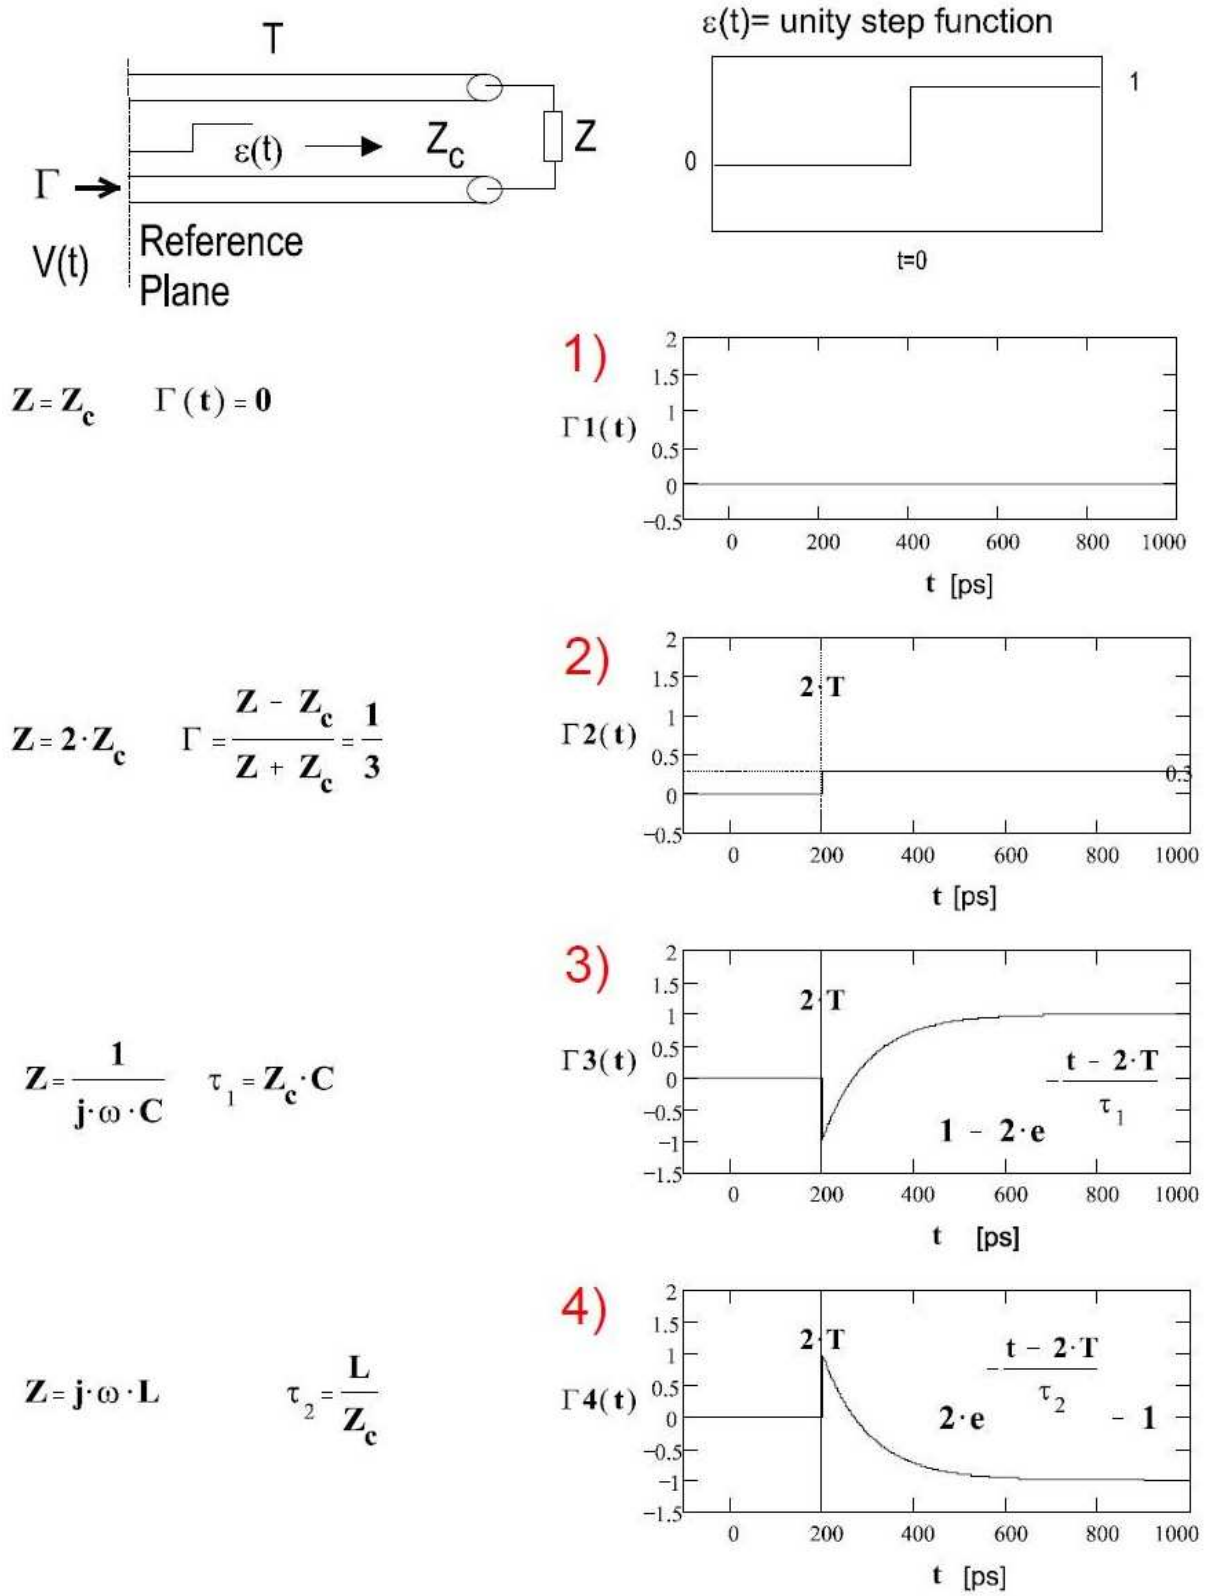 T
ε(t)= unity step function
1
0
t=0
ε(t)
Z_c
Z
Γ
V(t)
Reference
Plane
1)
Z = Z_c Γ(t) = 0
Γ1(t)
2
1.5
1
0.5
0
−0.5
0 200 400 600 800 1000
t [ps]
2)
Z = 2·Z_c Γ = (Z − Z_c)/(Z + Z_c) = 1/3
Γ2(t)
2
1.5
1
0.5
0
−0.5
2·T
0.3
0 200 400 600 800 1000
t [ps]
3)
Z = 1/(j·ω·C) τ_1 = Z_c·C
Γ3(t)
2
1.5
1
0.5
0
−0.5
−1
−1.5
2·T
1 − 2·e^(−(t − 2·T)/τ_1)
0 200 400 600 800 1000
t [ps]
4)
Z = j·ω·L τ_2 = L/Z_c
Γ4(t)
2
1.5
1
0.5
0
−0.5
−1
−1.5
2·T
2·e^(−(t − 2·T)/τ_2) − 1
0 200 400 600 800 1000
t [ps]